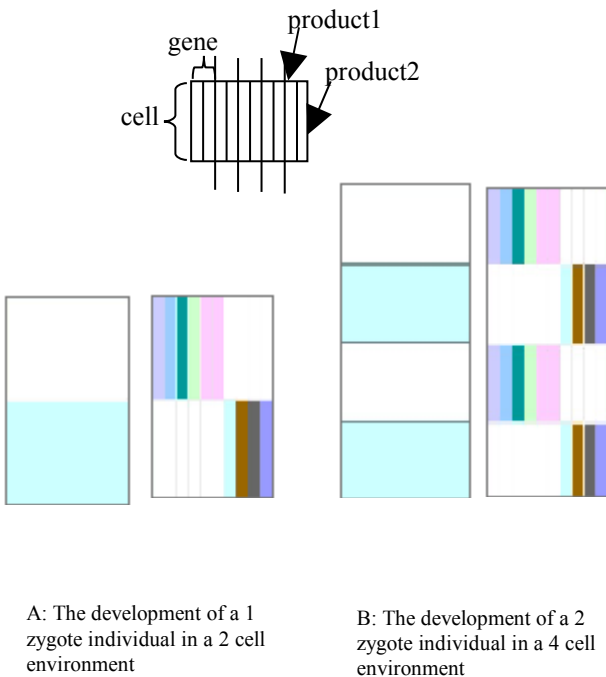 product1
gene
product2
cell
A: The development of a 1
zygote individual in a 2 cell
environment
B: The development of a 2
zygote individual in a 4 cell
environment